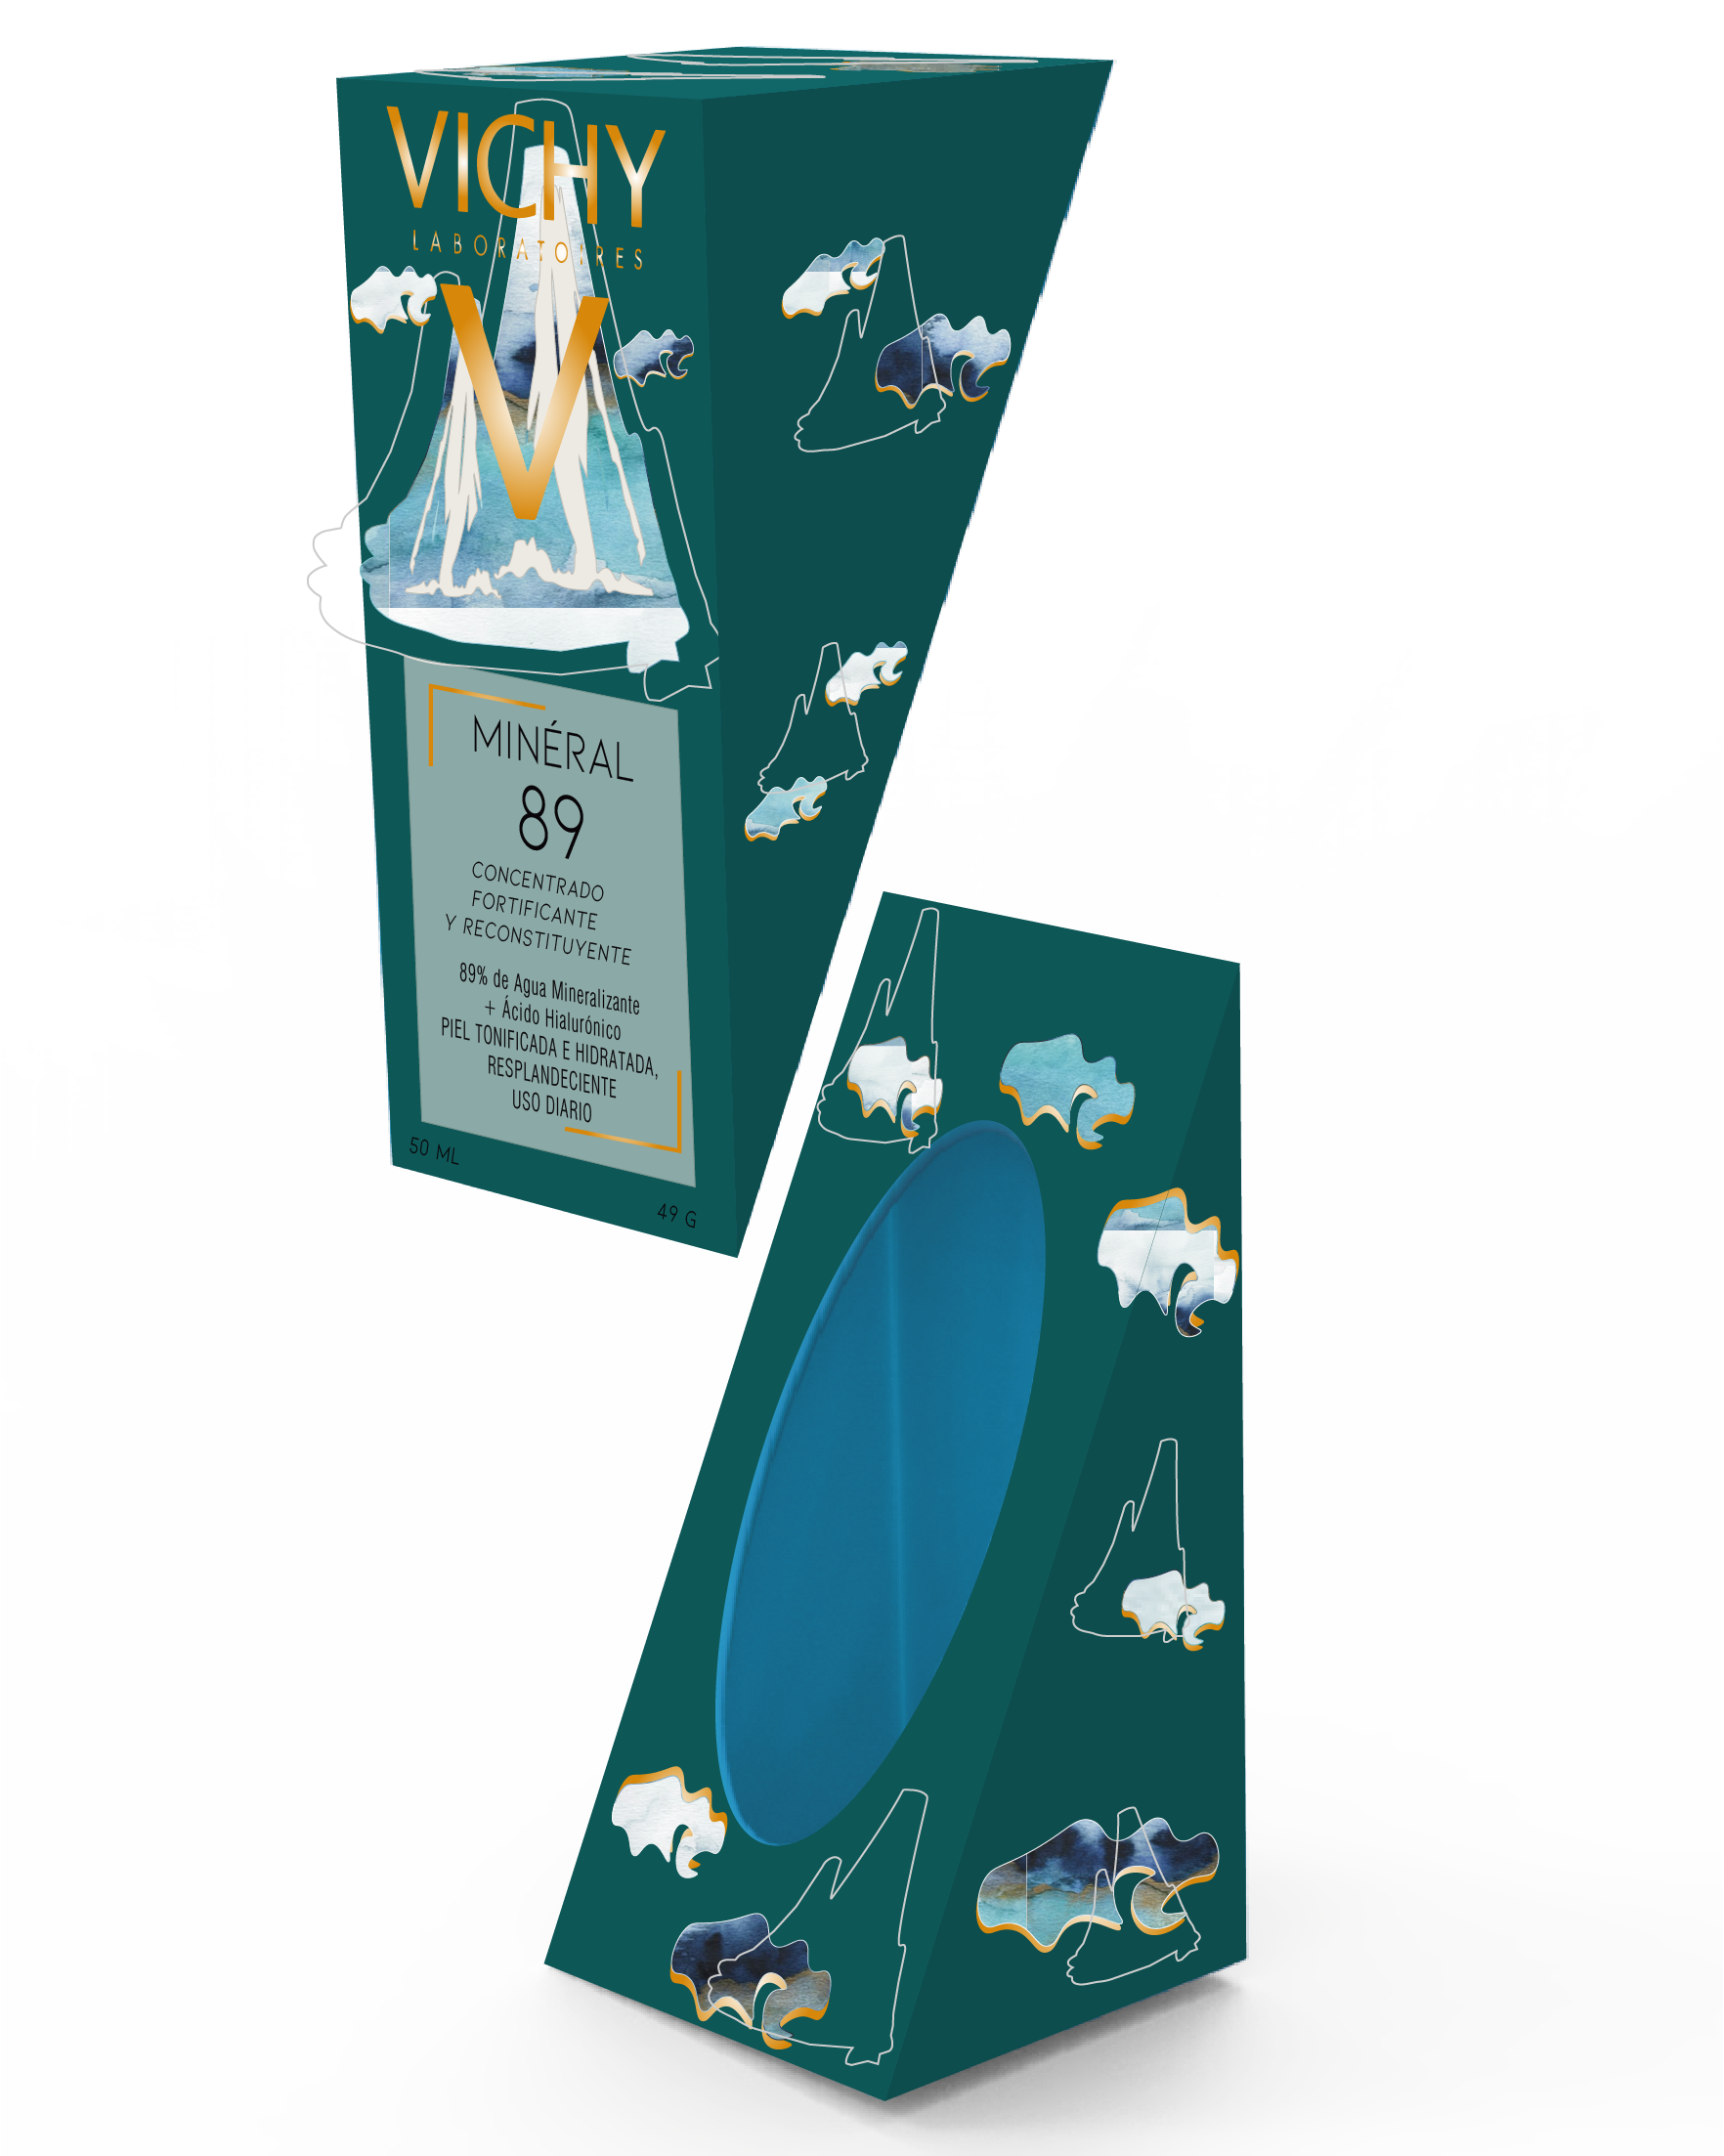 VICHY
LABORATOIRES
V
MINÉRAL
89
CONCENTRADO
FORTIFICANTE
Y RECONSTITUYENTE
89% de Agua Mineralizante
+ Ácido Hialurónico
PIEL TONIFICADA E HIDRATADA,
RESPLANDECIENTE
USO DIARIO
50 ML
49 G